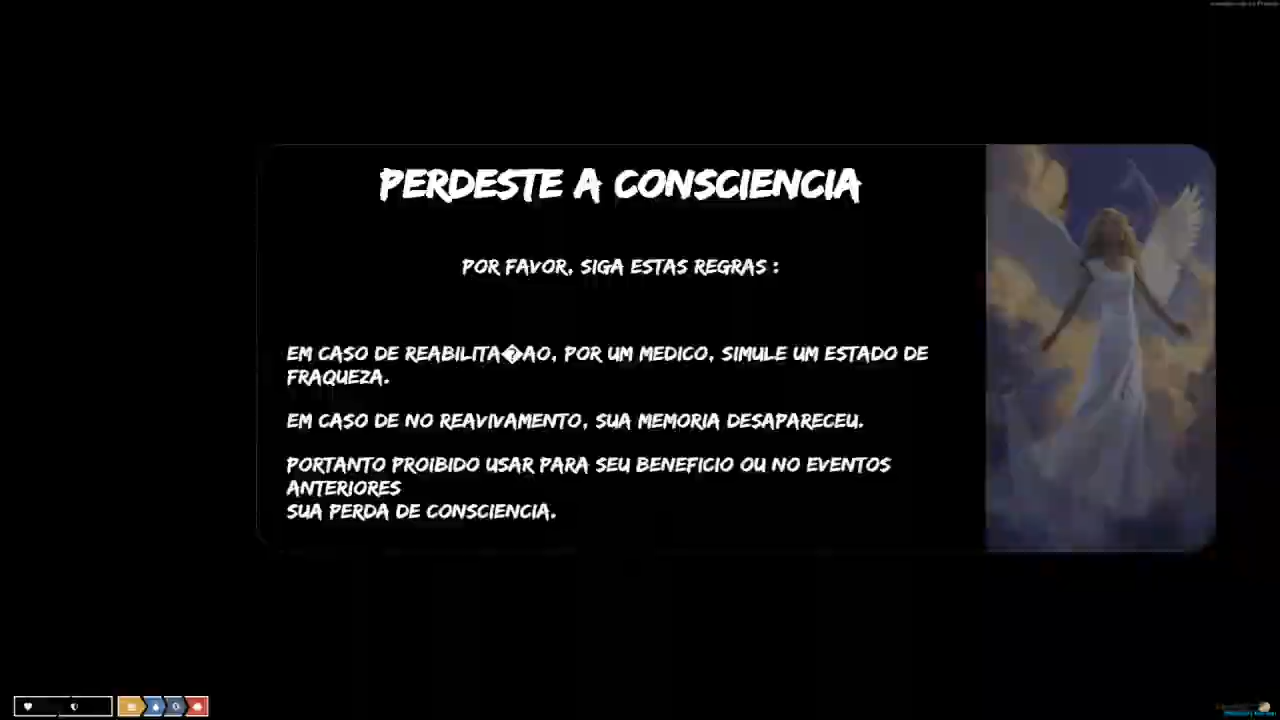 PERDESTE A CONSCIENCIA
POR FAVOR, SIGA ESTAS REGRAS :
EM CASO DE REABILITA�AO, POR UM MEDICO, SIMULE UM ESTADO DE
FRAQUEZA.
EM CASO DE NO REAVIVAMENTO, SUA MEMORIA DESAPARECEU.
PORTANTO PROIBIDO USAR PARA SEU BENEFICIO OU NO EVENTOS
ANTERIORES
SUA PERDA DE CONSCIENCIA.